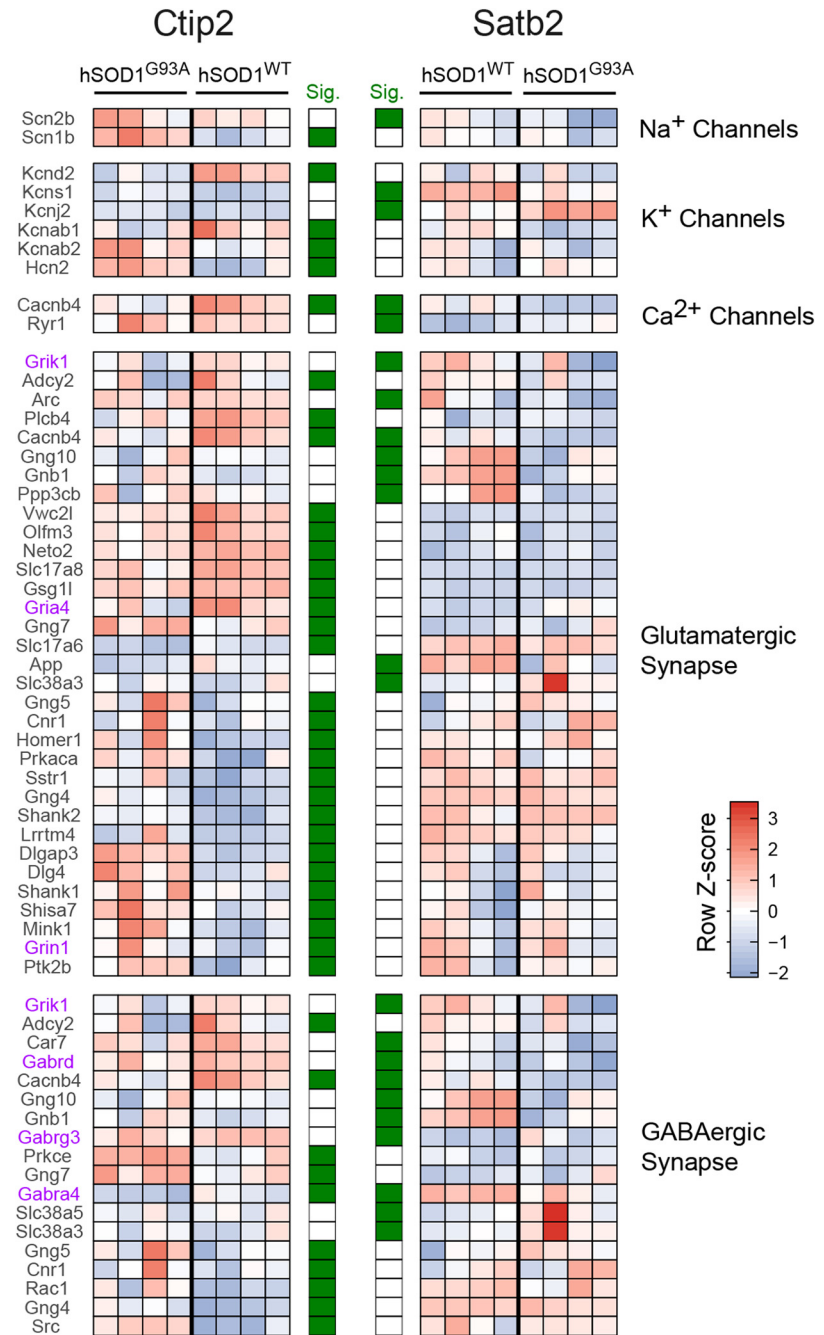 Ctip2 Satb2
hSOD1G93A hSOD1WT Sig. Sig. hSOD1WT hSOD1G93A
Scn2b
Scn1b
Na+ Channels
Kcnd2
Kcns1
Kcnj2
Kcnab1
Kcnab2
Hcn2
K+ Channels
Cacnb4
Ryr1
Ca2+ Channels
Grik1
Adcy2
Arc
Plcb4
Cacnb4
Gng10
Gnb1
Ppp3cb
Vwc2l
Olfm3
Neto2
Slc17a8
Gsg1l
Gria4
Gng7
Slc17a6
App
Slc38a3
Gng5
Cnr1
Homer1
Prkaca
Sstr1
Gng4
Shank2
Lrrtm4
Dlgap3
Dlg4
Shank1
Shisa7
Mink1
Grin1
Ptk2b
Glutamatergic
Synapse
Row Z-score
3
2
1
0
−1
−2
Grik1
Adcy2
Car7
Gabrd
Cacnb4
Gng10
Gnb1
Gabrg3
Prkce
Gng7
Gabra4
Slc38a5
Slc38a3
Gng5
Cnr1
Rac1
Gng4
Src
GABAergic
Synapse